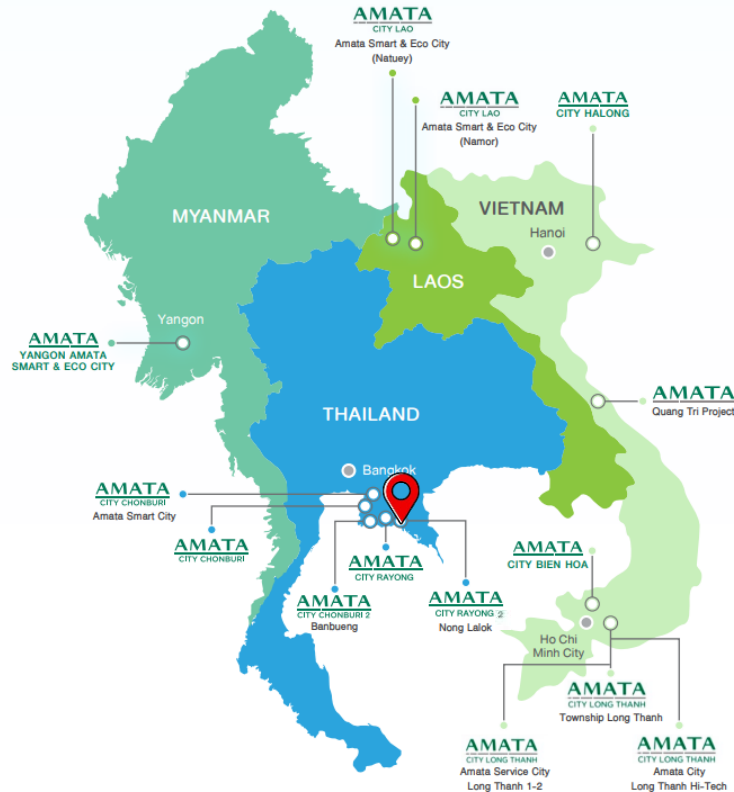 AMATA
CITY LAO
Amata Smart & Eco City
(Natuey)
AMATA
CITY LAO
Amata Smart & Eco City
(Namor)
AMATA
CITY HALONG
MYANMAR
VIETNAM
Hanoi
LAOS
Yangon
AMATA
YANGON AMATA
SMART & ECO CITY
AMATA
Quang Tri Project
THAILAND
Bangkok
AMATA
CITY CHONBURI
Amata Smart City
AMATA
CITY CHONBURI
AMATA
CITY RAYONG
AMATA
CITY CHONBURI 2
Banbueng
AMATA
CITY RAYONG 2
Nong Lalok
AMATA
CITY BIEN HOA
Ho Chi
Minh City
AMATA
CITY LONG THANH
Township Long Thanh
AMATA
CITY LONG THANH
Amata Service City
Long Thanh 1-2
AMATA
CITY LONG THANH
Amata City
Long Thanh Hi-Tech